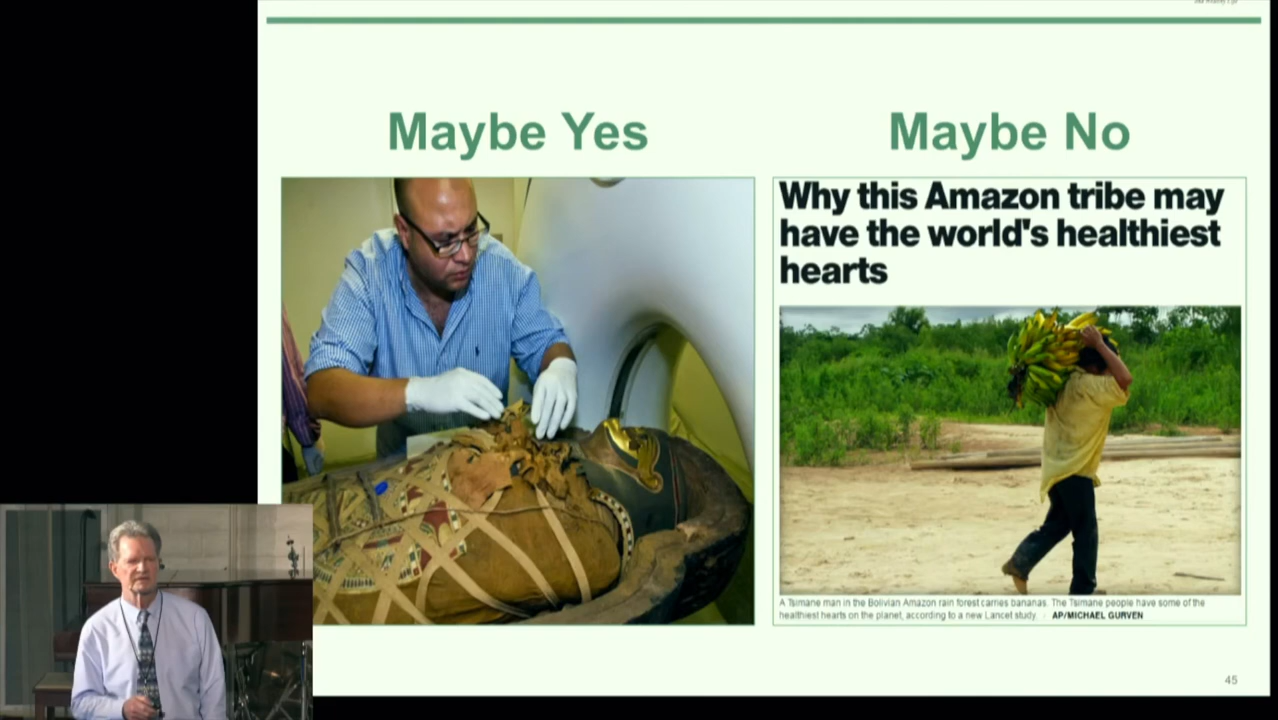 Maybe Yes
Maybe No
Why this Amazon tribe may
have the world's healthiest
hearts
A Tsimane man in the Bolivian Amazon rain forest carries bananas. The Tsimane people have some of the
healthiest hearts on the planet, according to a new Lancet study. AP/MICHAEL GURVEN
45